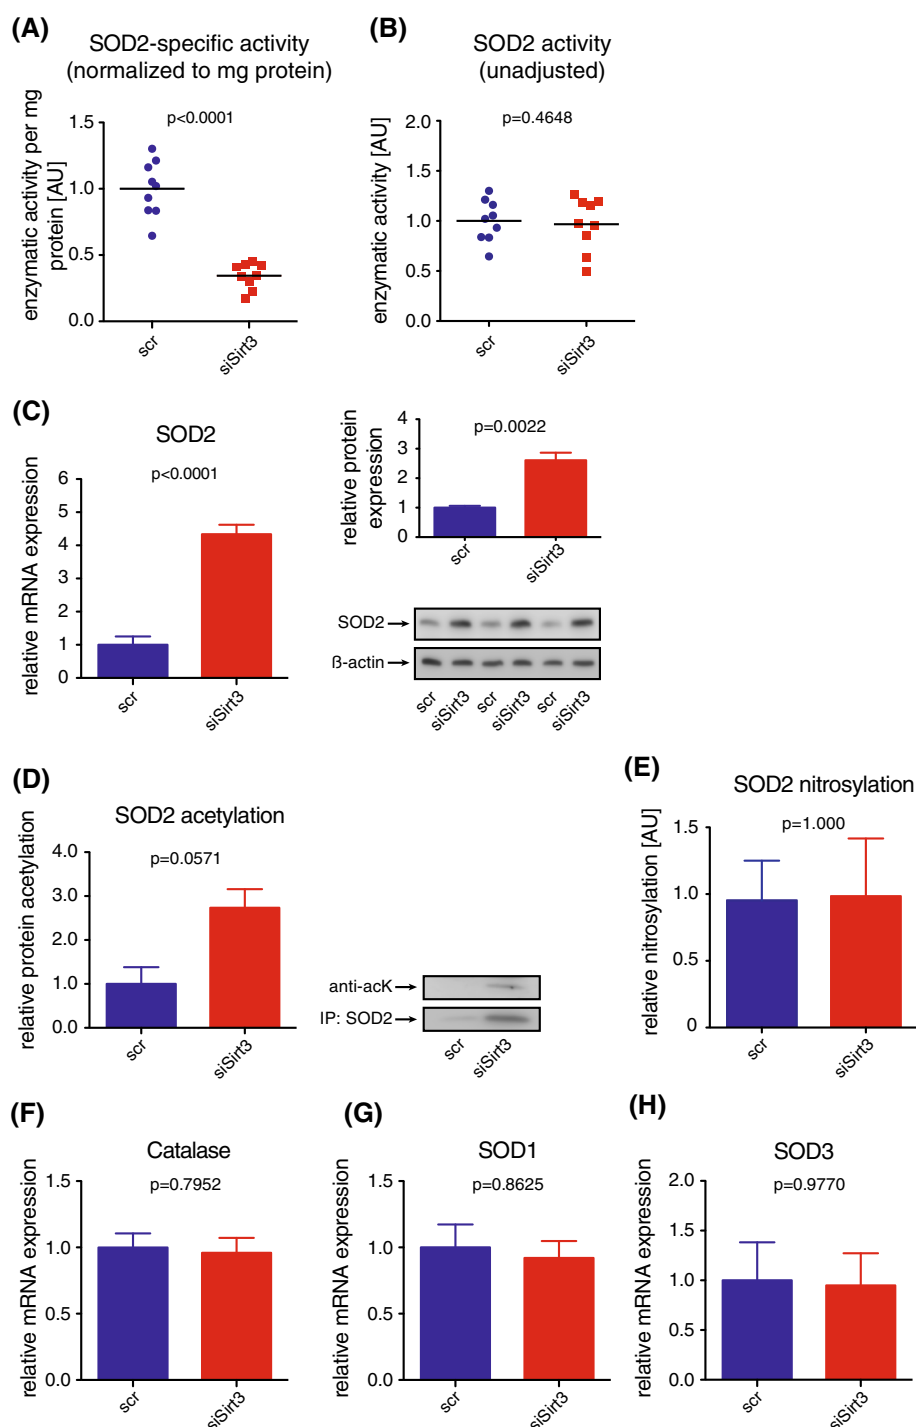 (A)
SOD2-specific activity
(normalized to mg protein)
p<0.0001
enzymatic activity per mg
protein [AU]
1.5
1.0
0.5
0.0
scr
siSirt3
(B)
SOD2 activity
(unadjusted)
p=0.4648
enzymatic activity [AU]
2.0
1.5
1.0
0.5
0.0
scr
siSirt3
(C)
SOD2
p<0.0001
relative mRNA expression
6
5
4
3
2
1
0
scr
siSirt3
p=0.0022
relative protein
expression
4
3
2
1
0
scr
siSirt3
SOD2
ß-actin
scr
siSirt3
scr
siSirt3
scr
siSirt3
(D)
SOD2 acetylation
p=0.0571
relative protein acetylation
4.0
3.0
2.0
1.0
0.0
scr
siSirt3
anti-acK
IP: SOD2
scr
siSirt3
(E)
SOD2 nitrosylation
p=1.000
relative nitrosylation [AU]
1.5
1.0
0.5
0
scr
siSirt3
(F)
Catalase
p=0.7952
relative mRNA expression
1.5
1.0
0.5
0.0
scr
siSirt3
(G)
SOD1
p=0.8625
relative mRNA expression
1.5
1.0
0.5
0.0
scr
siSirt3
(H)
SOD3
p=0.9770
relative mRNA expression
2.0
1.5
1.0
0.5
0.0
scr
siSirt3